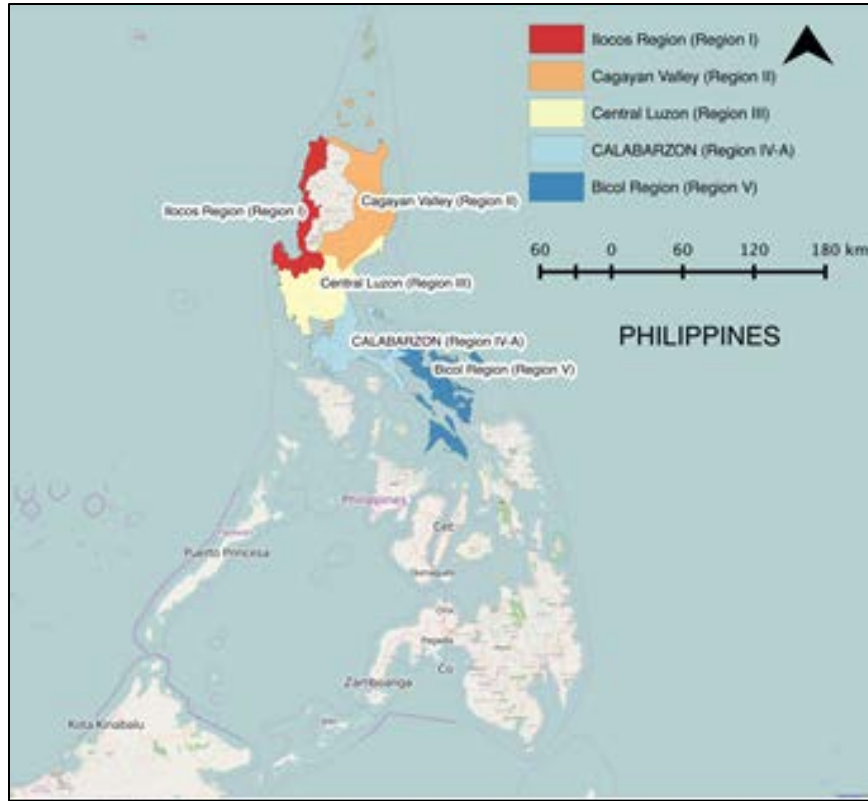 Ilocos Region (Region I)
Cagayan Valley (Region II)
Central Luzon (Region III)
CALABARZON (Region IV-A)
Bicol Region (Region V)
60 0 60 120 180 km
PHILIPPINES
Ilocos Region (Region I)
Cagayan Valley (Region II)
Central Luzon (Region III)
CALABARZON (Region IV-A)
Bicol Region (Region V)
Philippines
Puerto Princesa
Zamboanga
Kota Kinabalu